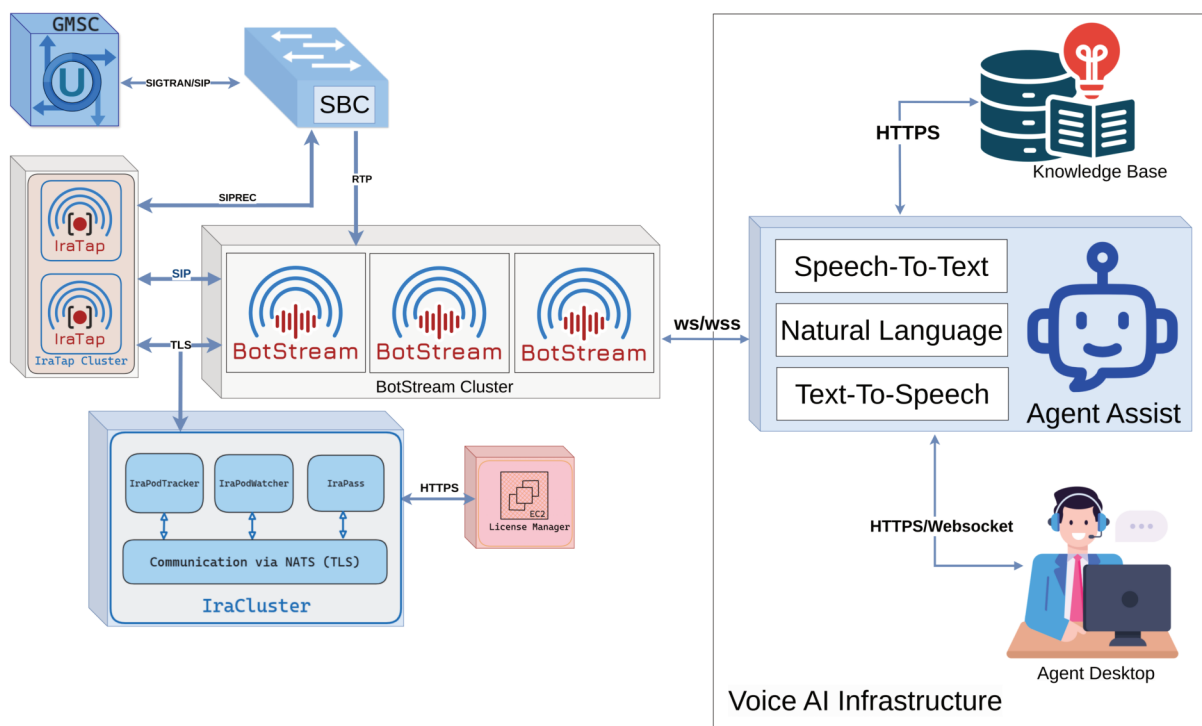 GMSC
U
SIGTRAN/SIP
SBC
HTTPS
Knowledge Base
SIPREC
RTP
IraTap
SIP
IraTap
IraTap Cluster
TLS
BotStream
BotStream
BotStream
BotStream Cluster
ws/wss
Speech-To-Text
Natural Language
Text-To-Speech
Agent Assist
IraPodTracker
IraPodWatcher
IraPass
Communication via NATS (TLS)
IraCluster
HTTPS
EC2
License Manager
HTTPS/Websocket
Agent Desktop
Voice AI Infrastructure